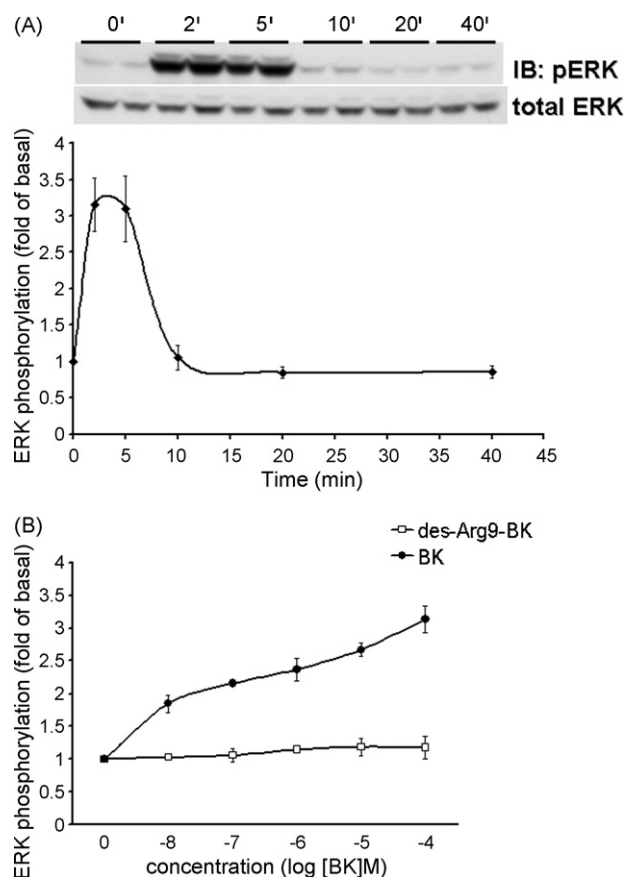 (A)
0' 2' 5' 10' 20' 40'
IB: pERK
total ERK
ERK phosphorylation (fold of basal)
4
3.5
3
2.5
2
1.5
1
0.5
0
0 5 10 15 20 25 30 35 40 45
Time (min)
(B)
des-Arg9-BK
BK
ERK phosphorylation (fold of basal)
4
3.5
3
2.5
2
1.5
1
0.5
0
0 -8 -7 -6 -5 -4
concentration (log [BK]M)